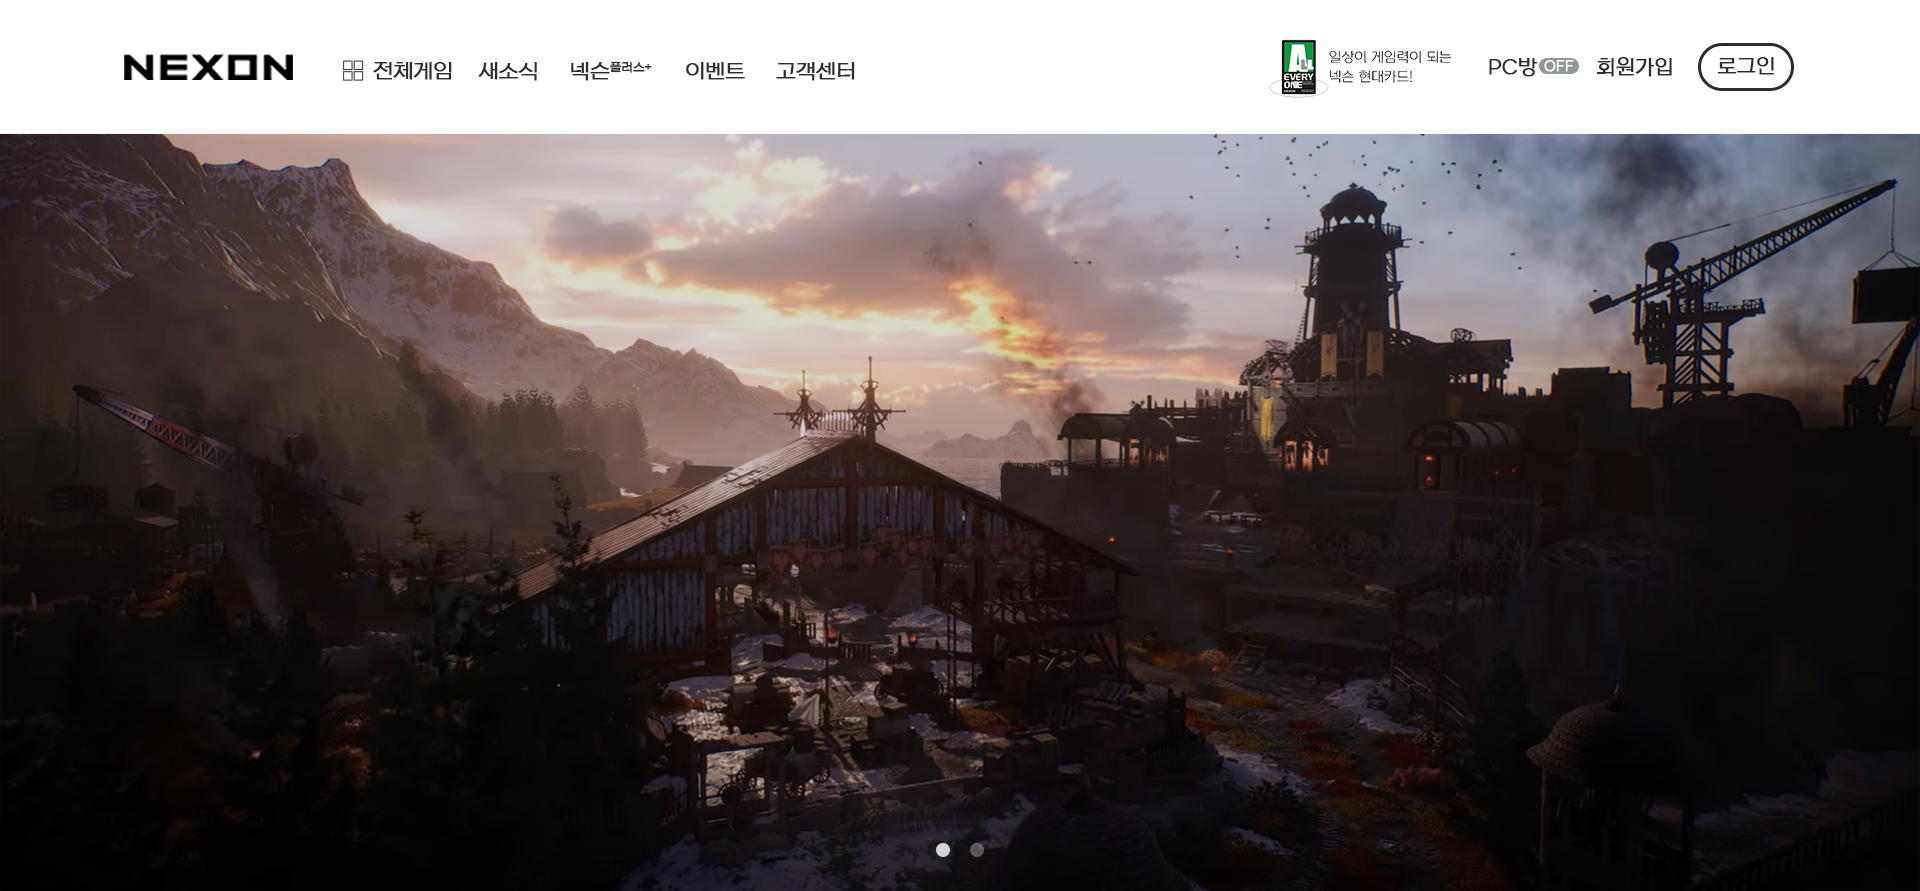 NEXON
전체게임
새소식
넥슨플러스+
이벤트
고객센터
EVERY
ONE
일상이 게임력이 되는
넥슨 현대카드!
PC방 OFF
회원가입
로그인